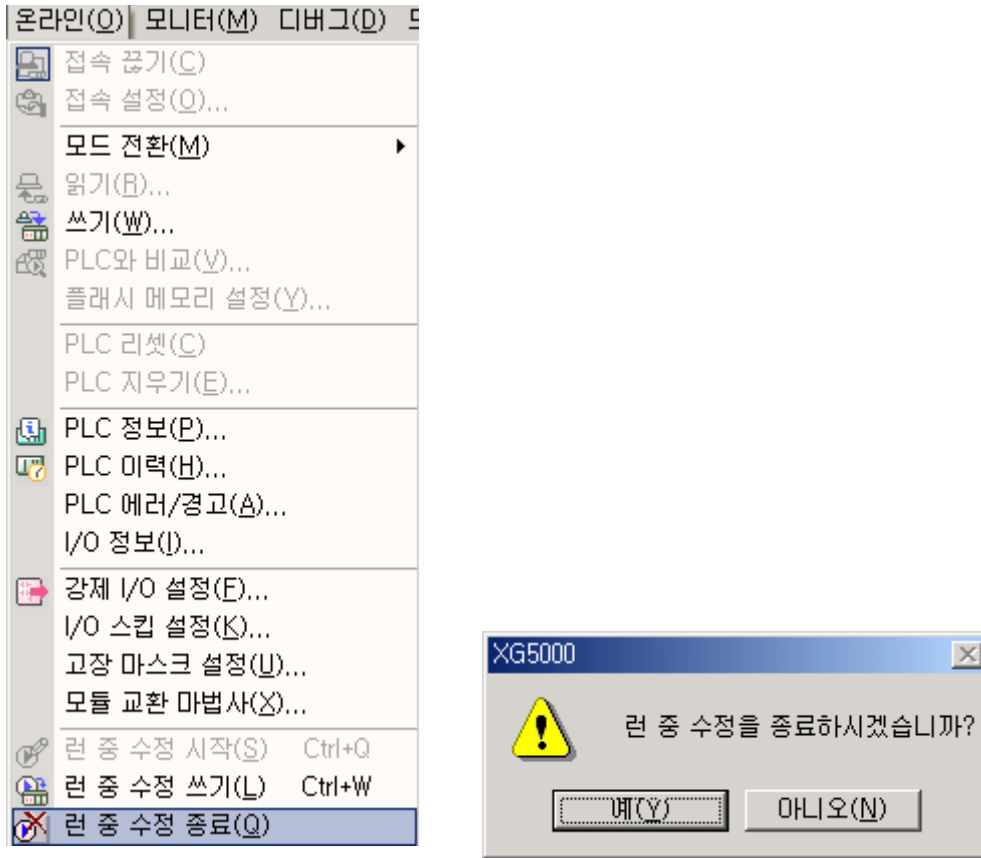 온라인(O) 모니터(M) 디버그(D)
접속 끊기(C)
접속 설정(O)...
모드 전환(M)
읽기(R)...
쓰기(W)...
PLC와 비교(V)...
플래시 메모리 설정(Y)...
PLC 리셋(C)
PLC 지우기(E)...
PLC 정보(P)...
PLC 이력(H)...
PLC 에러/경고(A)...
I/O 정보(I)...
강제 I/O 설정(F)...
I/O 스킵 설정(K)...
고장 마스크 설정(U)...
모듈 교환 마법사(X)...
런 중 수정 시작(S) Ctrl+Q
런 중 수정 쓰기(L) Ctrl+W
런 중 수정 종료(Q)
XG5000
런 중 수정을 종료하시겠습니까?
예(Y) 아니오(N)